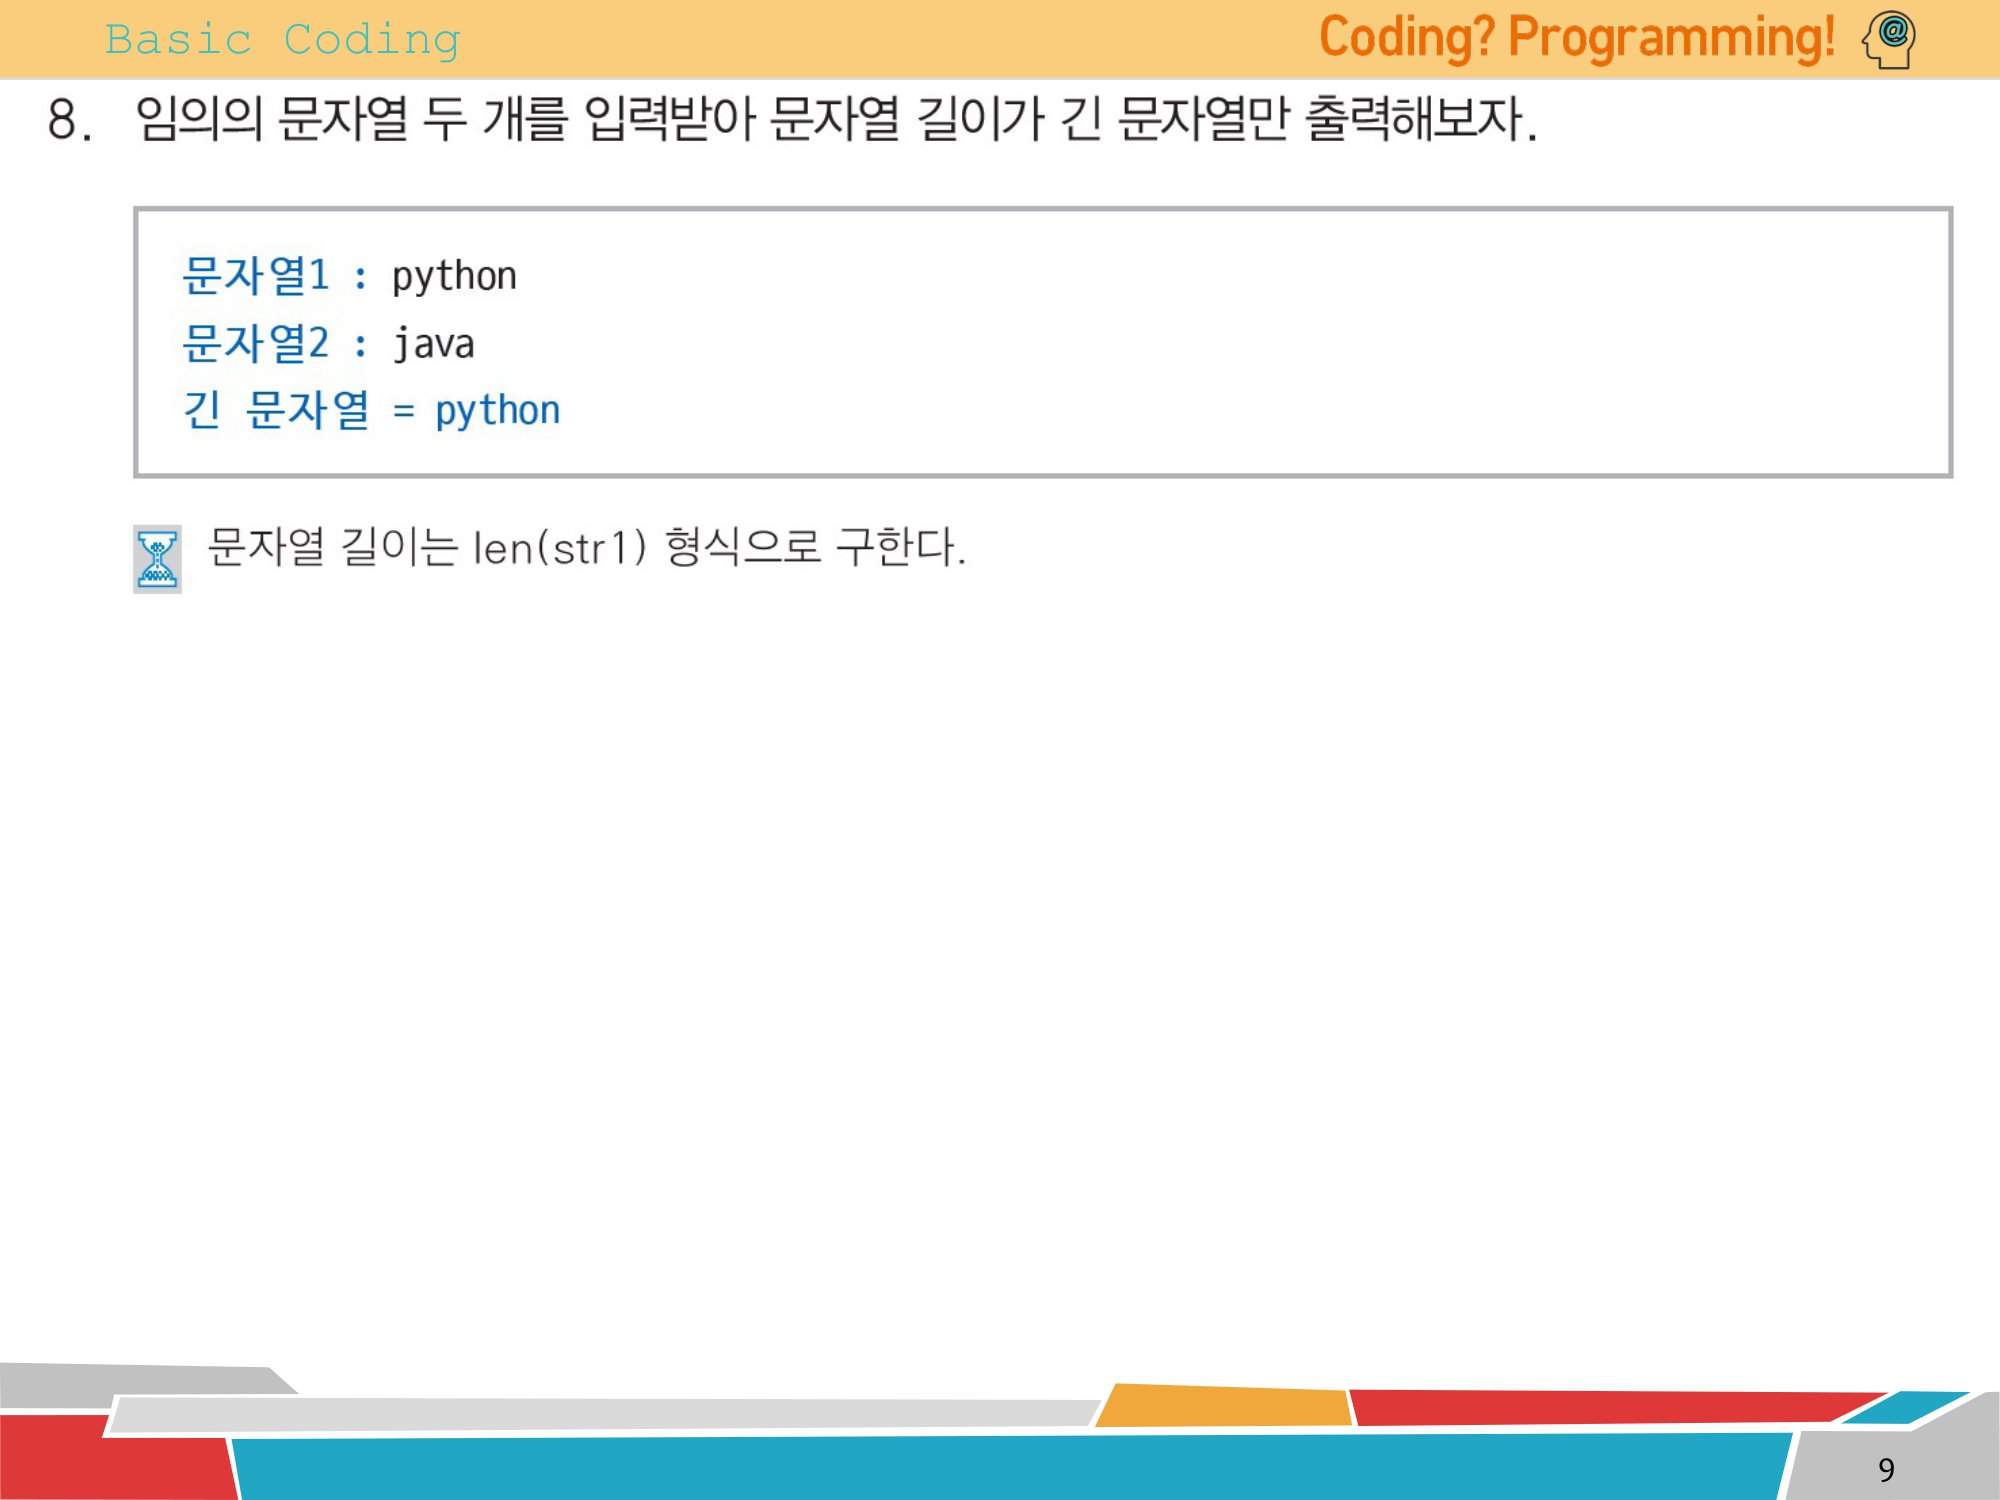 Basic Coding
Coding? Programming!
8. 임의의 문자열 두 개를 입력받아 문자열 길이가 긴 문자열만 출력해보자.
문자열1 : python
문자열2 : java
긴 문자열 = python
문자열 길이는 len(str1) 형식으로 구한다.
9